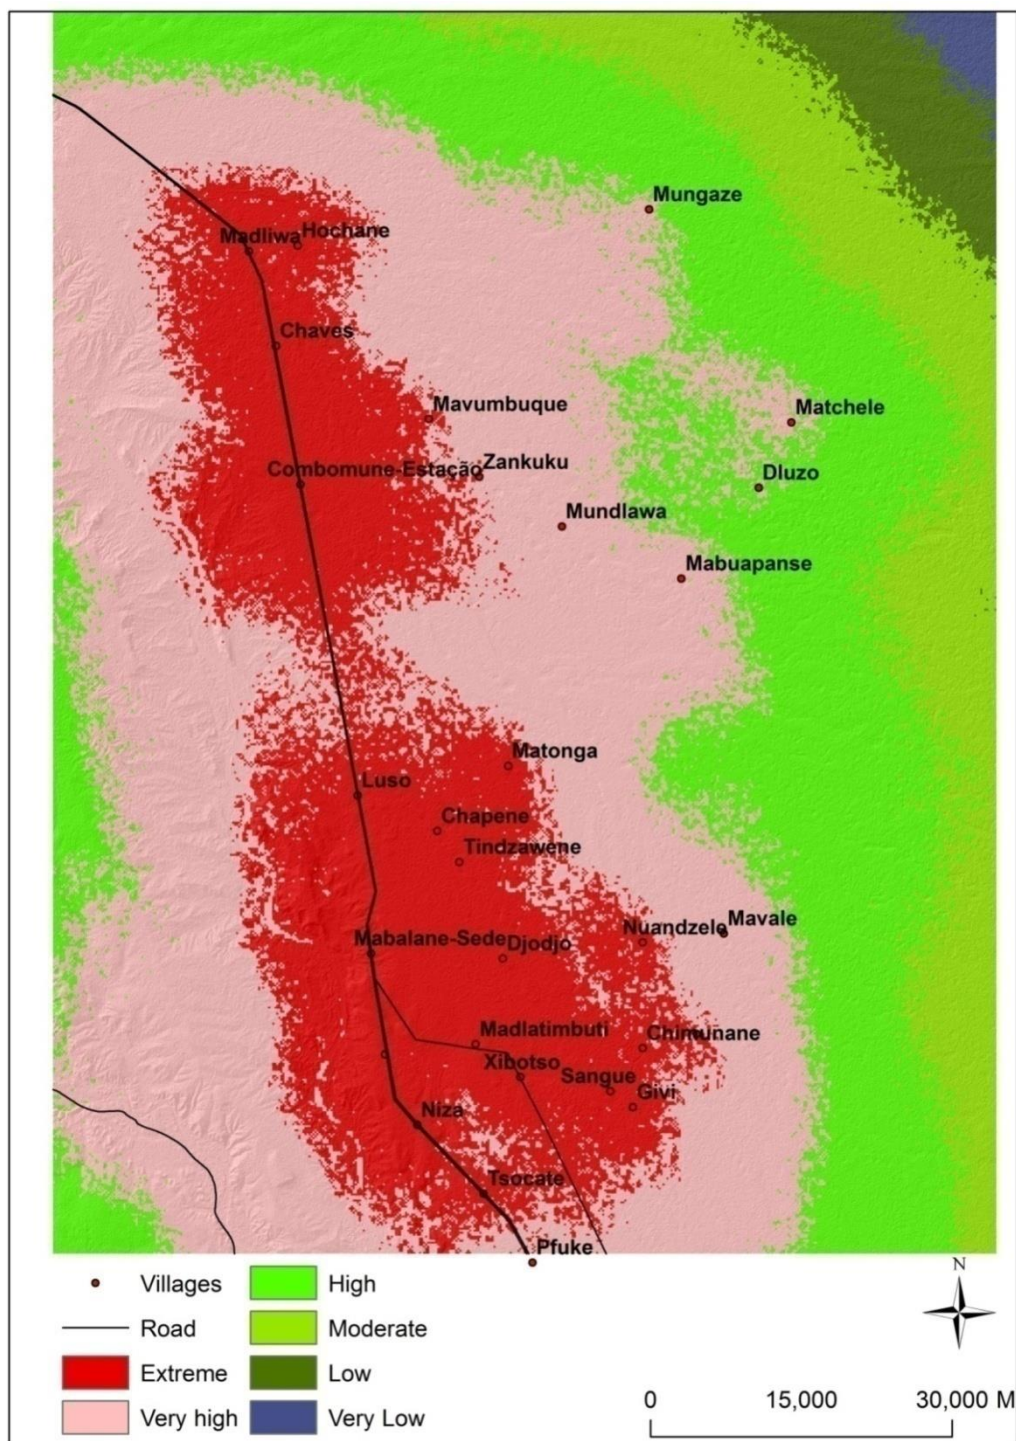 Mungaze
Hochane
Madliwa
Chaves
Mavumbuque
Matchele
Zankuku
Combomune-Estação
Dluzo
Mundlawa
Mabuapanse
Matonga
Luso
Chapene
Tindzawene
Mavale
Nuandzele
Mabalane-Sede
Djodjo
Madlatimbuti
Chimunane
Xibotso
Sangue
Givi
Niza
Tsocate
Pfuke
N
Villages
High
Road
Moderate
Extreme
Low
Very high
Very Low
0 15,000 30,000 M